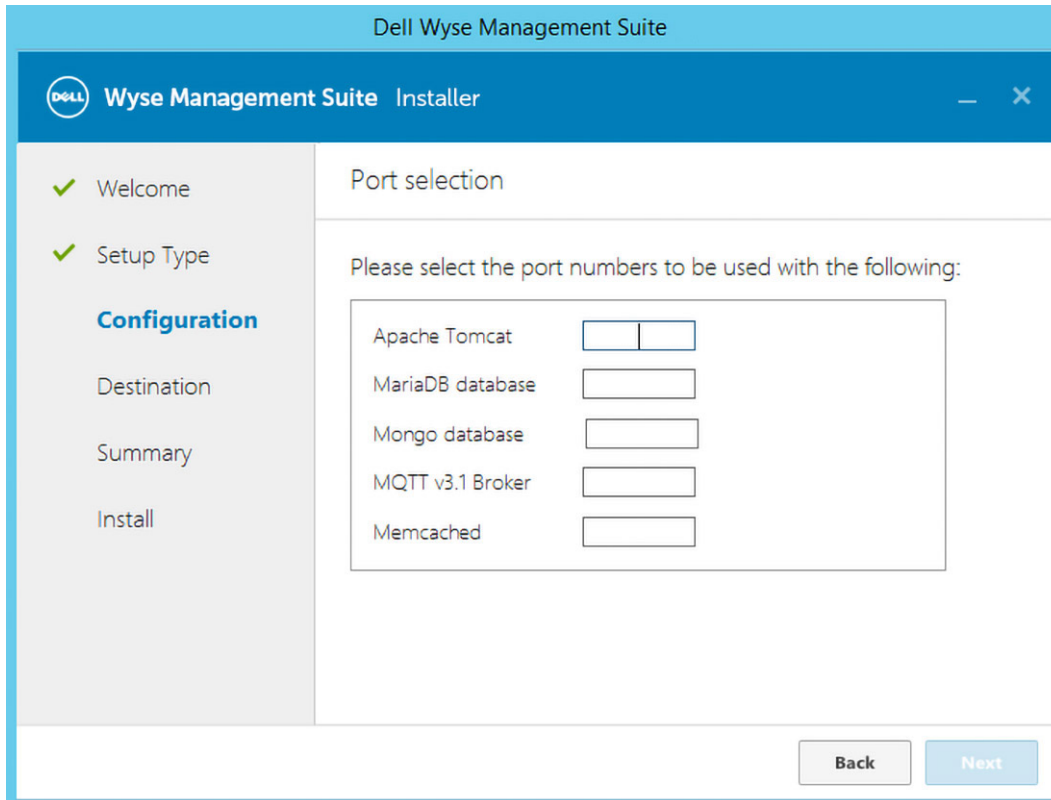 Dell Wyse Management Suite
DELL Wyse Management Suite Installer
Welcome
Setup Type
Configuration
Destination
Summary
Install
Port selection
Please select the port numbers to be used with the following:
Apache Tomcat
MariaDB database
Mongo database
MQTT v3.1 Broker
Memcached
Back Next